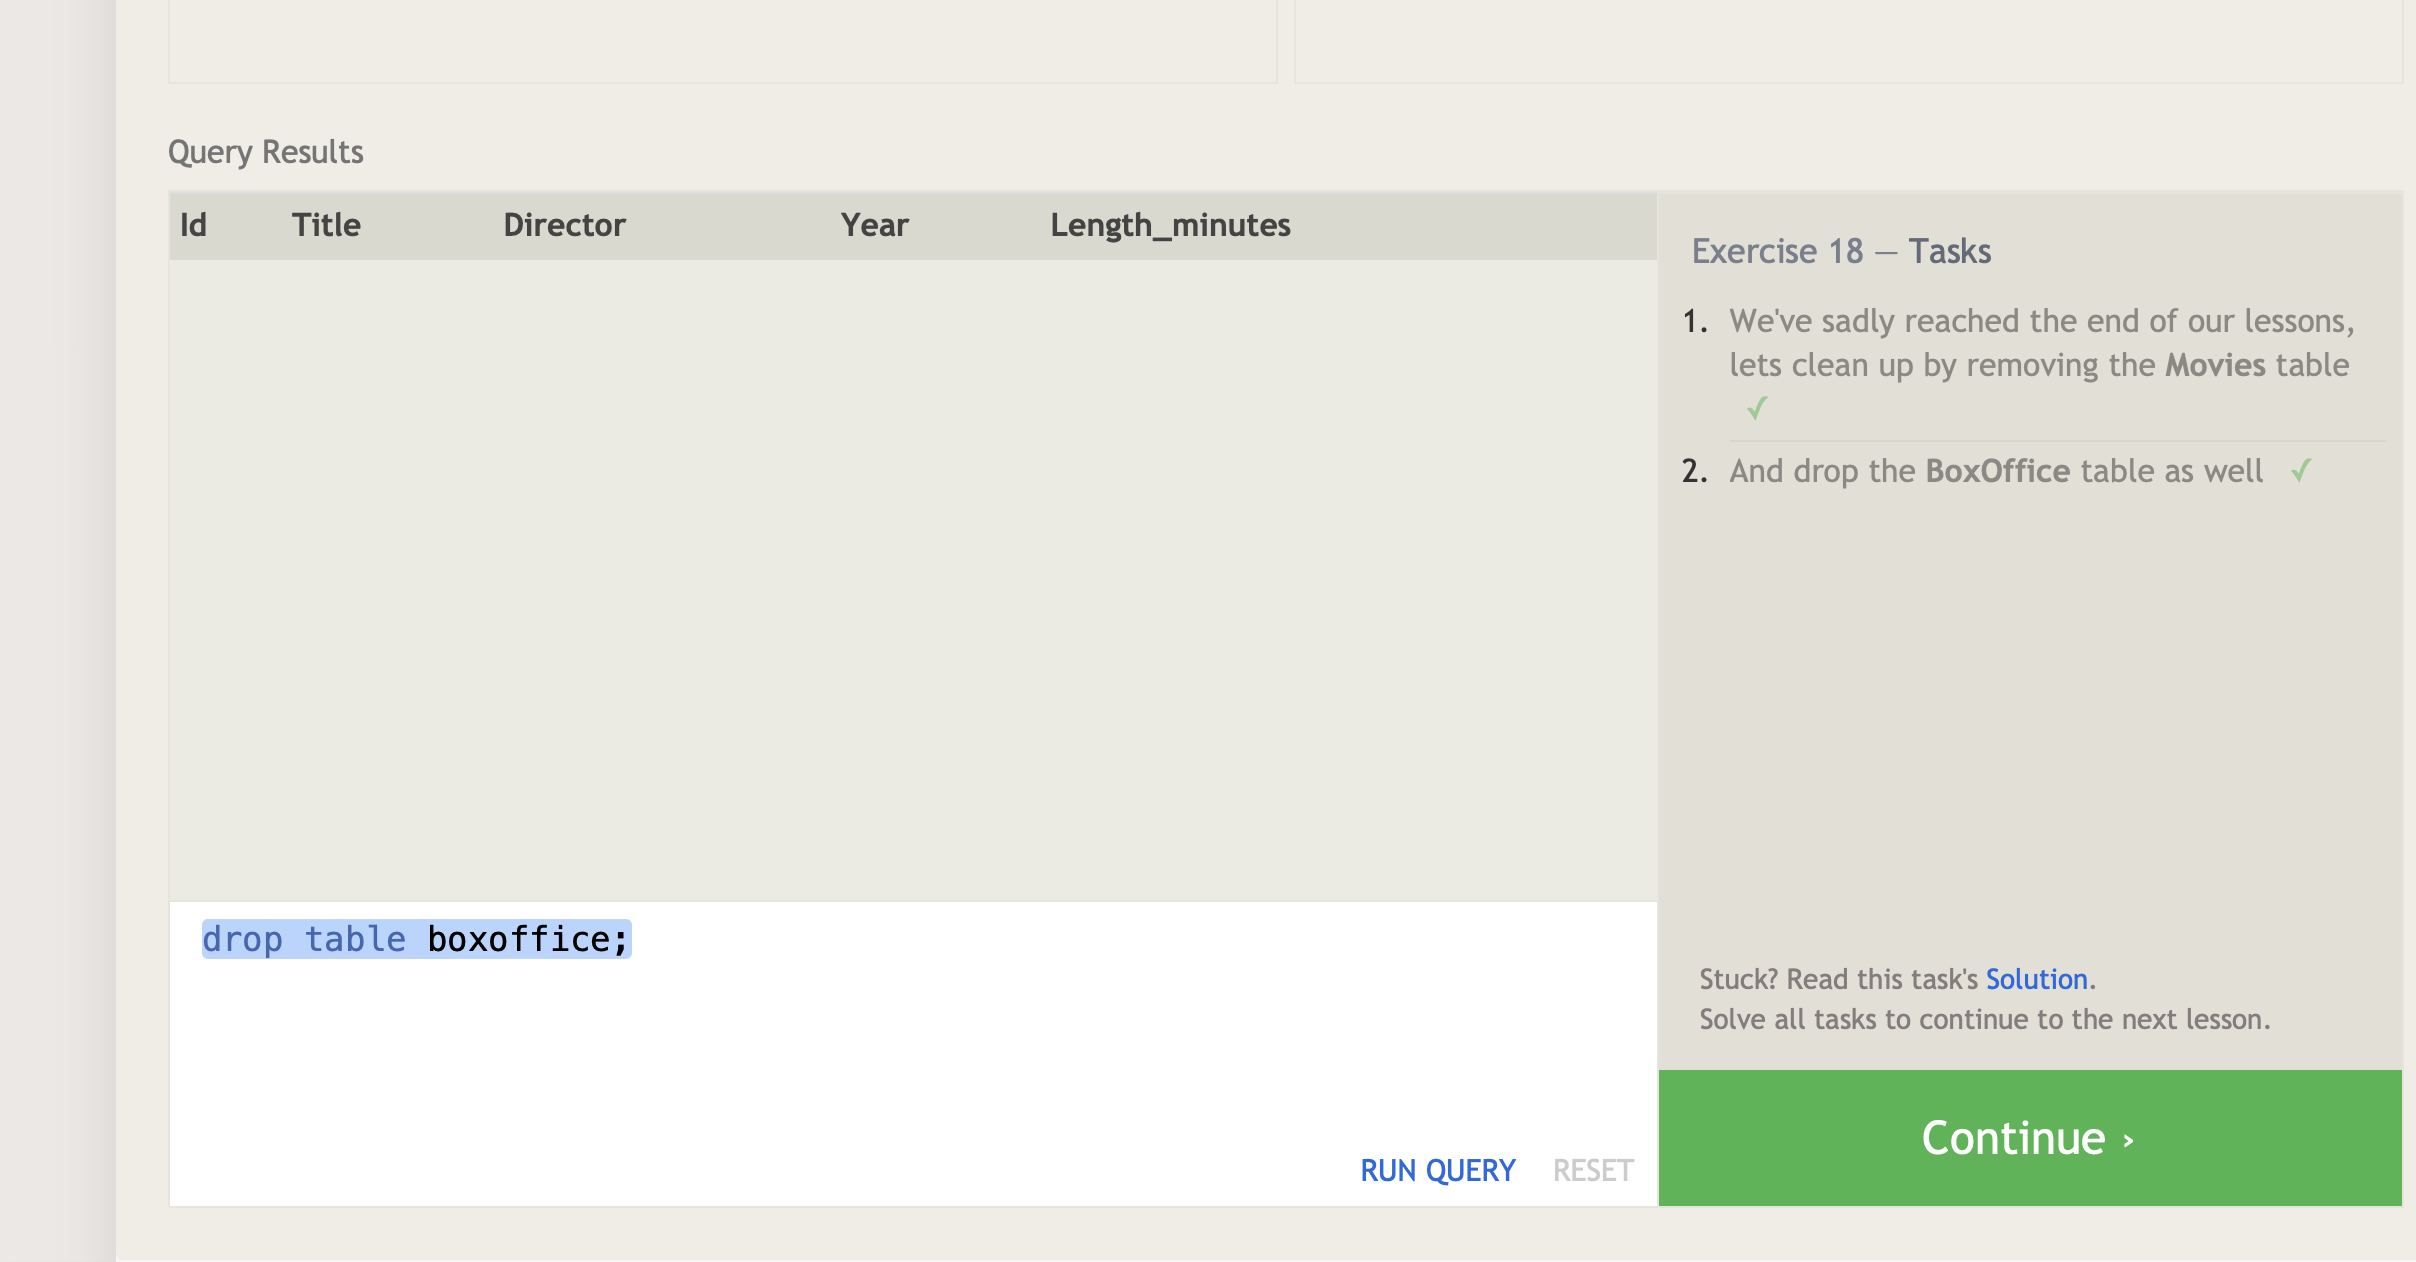 Query Results
Id Title Director Year Length_minutes
Exercise 18 — Tasks
1. We've sadly reached the end of our lessons,
lets clean up by removing the Movies table
✓
2. And drop the BoxOffice table as well ✓
drop table boxoffice;
Stuck? Read this task's Solution.
Solve all tasks to continue to the next lesson.
RUN QUERY RESET
Continue ›